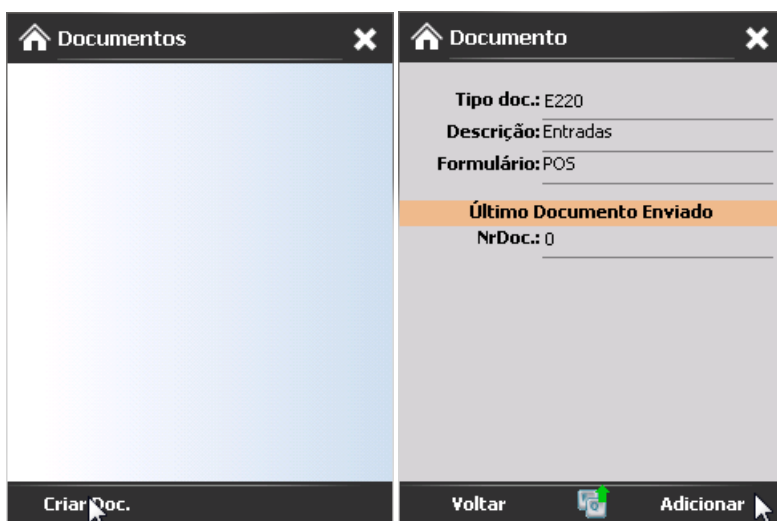 Documentos
Criar Doc.
Documento
Tipo doc.: E220
Descrição: Entradas
Formulário: POS
Último Documento Enviado
NrDoc.: 0
Voltar Adicionar